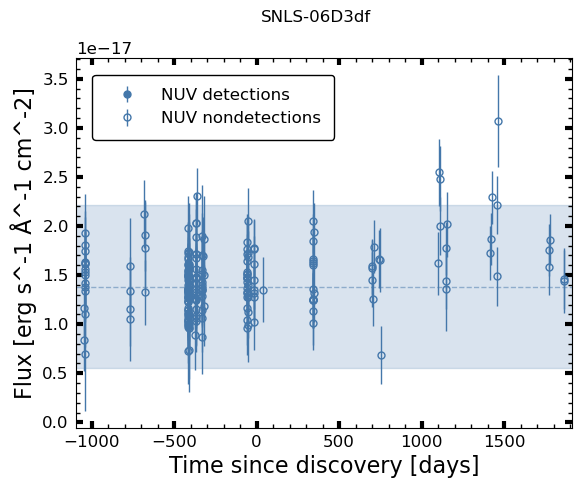 SNLS-06D3df
1e−17
NUV detections
NUV nondetections
Flux [erg s^-1 Å^-1 cm^-2]
3.5
3.0
2.5
2.0
1.5
1.0
0.5
0.0
−1000 −500 0 500 1000 1500
Time since discovery [days]